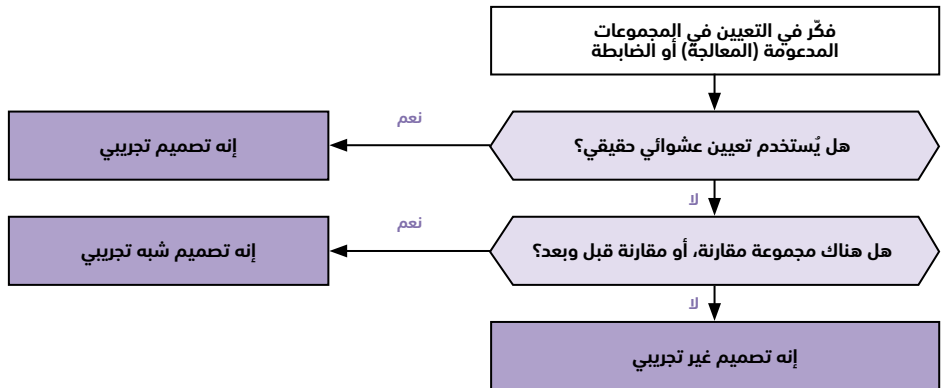 فكّر في التعيين في المجموعات
المدعومة (المعالجة) أو الضابطة
هل يُستخدم تعيين عشوائي حقيقي؟
نعم
إنه تصميم تجريبي
لا
هل هناك مجموعة مقارنة، أو مقارنة قبل وبعد؟
نعم
إنه تصميم شبه تجريبي
لا
إنه تصميم غير تجريبي